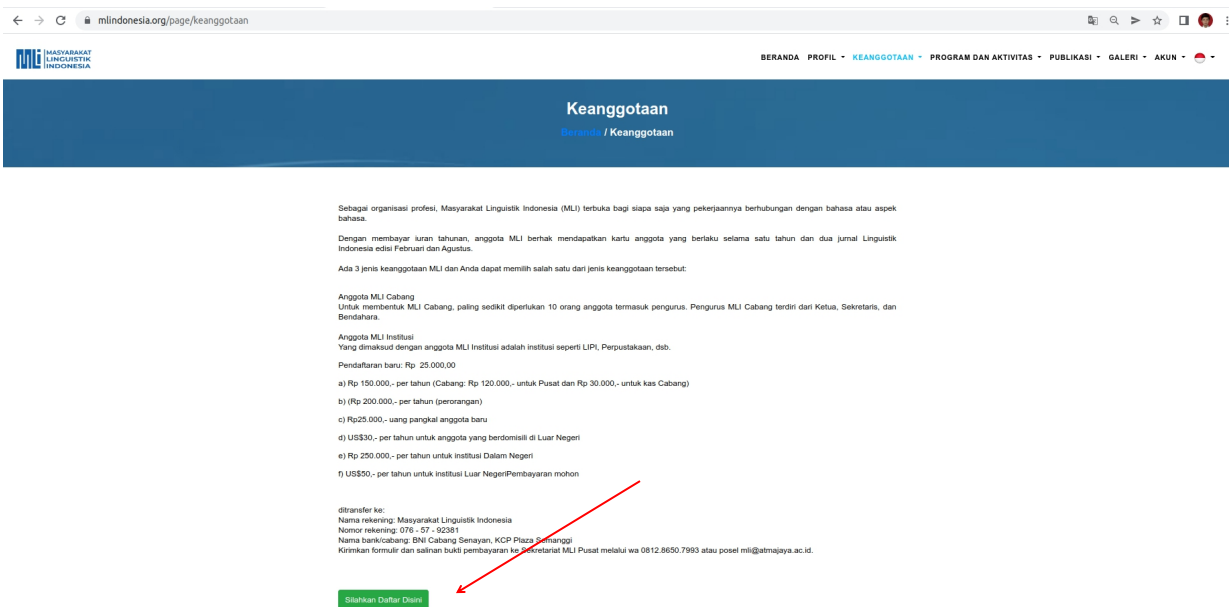 mlindonesia.org/page/keanggotaan
MASYARAKAT
LINGUISTIK
INDONESIA
BERANDA PROFIL KEANGGOTAAN PROGRAM DAN AKTIVITAS PUBLIKASI GALERI AKUN
Keanggotaan
Beranda / Keanggotaan
Sebagai organisasi profesi, Masyarakat Linguistik Indonesia (MLI) terbuka bagi siapa saja yang pekerjaannya berhubungan dengan bahasa atau aspek
bahasa.
Dengan membayar iuran tahunan, anggota MLI berhak mendapatkan kartu anggota yang berlaku selama satu tahun dan dua jurnal Linguistik
Indonesia edisi Februari dan Agustus.
Ada 3 jenis keanggotaan MLI dan Anda dapat memilih salah satu dari jenis keanggotaan tersebut:
Anggota MLI Cabang
Untuk membentuk MLI Cabang, paling sedikit diperlukan 10 orang anggota termasuk pengurus. Pengurus MLI Cabang terdiri dari Ketua, Sekretaris, dan
Bendahara.
Anggota MLI Institusi
Yang dimaksud dengan anggota MLI Institusi adalah institusi seperti LIPI, Perpustakaan, dsb.
Pendaftaran baru: Rp 25.000,00
a) Rp 150.000,- per tahun (Cabang: Rp 120.000,- untuk Pusat dan Rp 30.000,- untuk kas Cabang)
b) (Rp 200.000,- per tahun (perorangan)
c) Rp25.000,- uang pangkal anggota baru
d) US$30,- per tahun untuk anggota yang berdomisili di Luar Negeri
e) Rp 250.000,- per tahun untuk institusi Dalam Negeri
f) US$50,- per tahun untuk institusi Luar NegeriPembayaran mohon
ditransfer ke:
Nama rekening: Masyarakat Linguistik Indonesia
Nomor rekening: 076 - 57 - 92381
Nama bank/cabang: BNI Cabang Senayan, KCP Plaza Semanggi
Kirimkan formulir dan salinan bukti pembayaran ke Sekretariat MLI Pusat melalui wa 0812.8650.7993 atau posel mli@atmajaya.ac.id.
Silahkan Daftar Disini